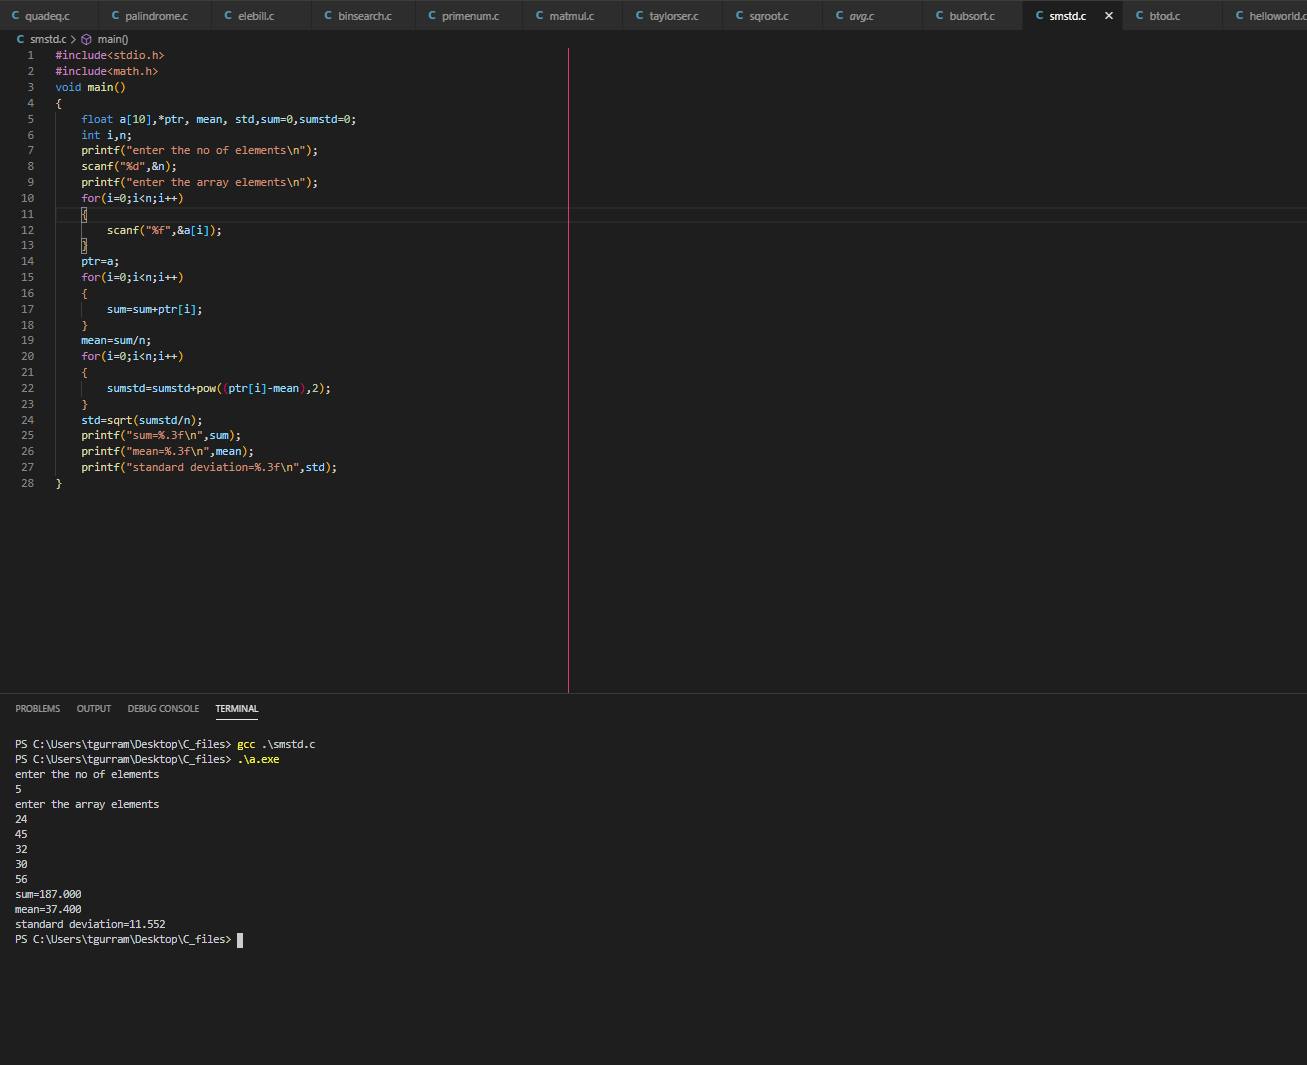 C quadeq.c C palindrome.c C elebill.c C binsearch.c C primenum.c C matmul.c C taylorser.c C sqroot.c C avg.c C bubsort.c C smstd.c × C btod.c C helloworld.c
C smstd.c > main()
1 #include<stdio.h>
2 #include<math.h>
3 void main()
4 {
5 float a[10],*ptr, mean, std,sum=0,sumstd=0;
6 int i,n;
7 printf("enter the no of elements\n");
8 scanf("%d",&n);
9 printf("enter the array elements\n");
10 for(i=0;i<n;i++)
11 {
12 scanf("%f",&a[i]);
13 }
14 ptr=a;
15 for(i=0;i<n;i++)
16 {
17 sum=sum+ptr[i];
18 }
19 mean=sum/n;
20 for(i=0;i<n;i++)
21 {
22 sumstd=sumstd+pow((ptr[i]-mean),2);
23 }
24 std=sqrt(sumstd/n);
25 printf("sum=%.3f\n",sum);
26 printf("mean=%.3f\n",mean);
27 printf("standard deviation=%.3f\n",std);
28 }
PROBLEMS OUTPUT DEBUG CONSOLE TERMINAL
PS C:\Users\tgurram\Desktop\C_files> gcc .\smstd.c
PS C:\Users\tgurram\Desktop\C_files> .\a.exe
enter the no of elements
5
enter the array elements
24
45
32
30
56
sum=187.000
mean=37.400
standard deviation=11.552
PS C:\Users\tgurram\Desktop\C_files>